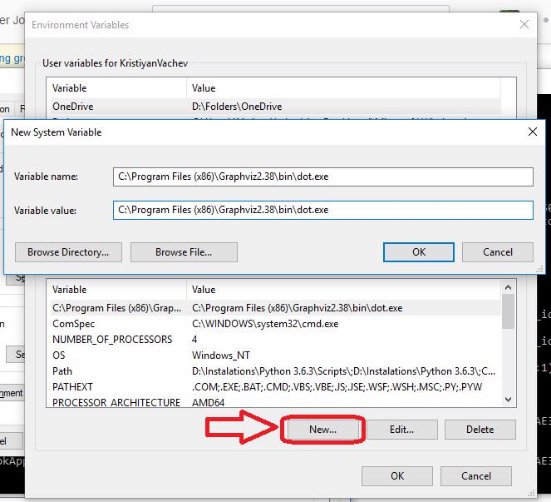 er Jo
Environment Variables
ng gr
User variables for KristiyanVachev
on
Variable Value
OneDrive D:\Folders\OneDrive
New System Variable
Variable name: C:\Program Files (x86)\Graphviz2.38\bin\dot.exe
Variable value: C:\Program Files (x86)\Graphviz2.38\bin\dot.exe
Browse Directory... Browse File... OK Cancel
Variable Value
C:\Program Files (x86)\Grap... C:\Program Files (x86)\Graphviz2.38\bin\dot.exe
ComSpec C:\WINDOWS\system32\cmd.exe
NUMBER_OF_PROCESSORS 4
OS Windows_NT
Path D:\Instalations\Python 3.6.3\Scripts\;D:\Instalations\Python 3.6.3\;C...
PATHEXT .COM;.EXE;.BAT;.CMD;.VBS;.VBE;.JS;.JSE;.WSF;.WSH;.MSC;.PY;.PYW
PROCESSOR_ARCHITECTURE AMD64
New... Edit... Delete
OK Cancel